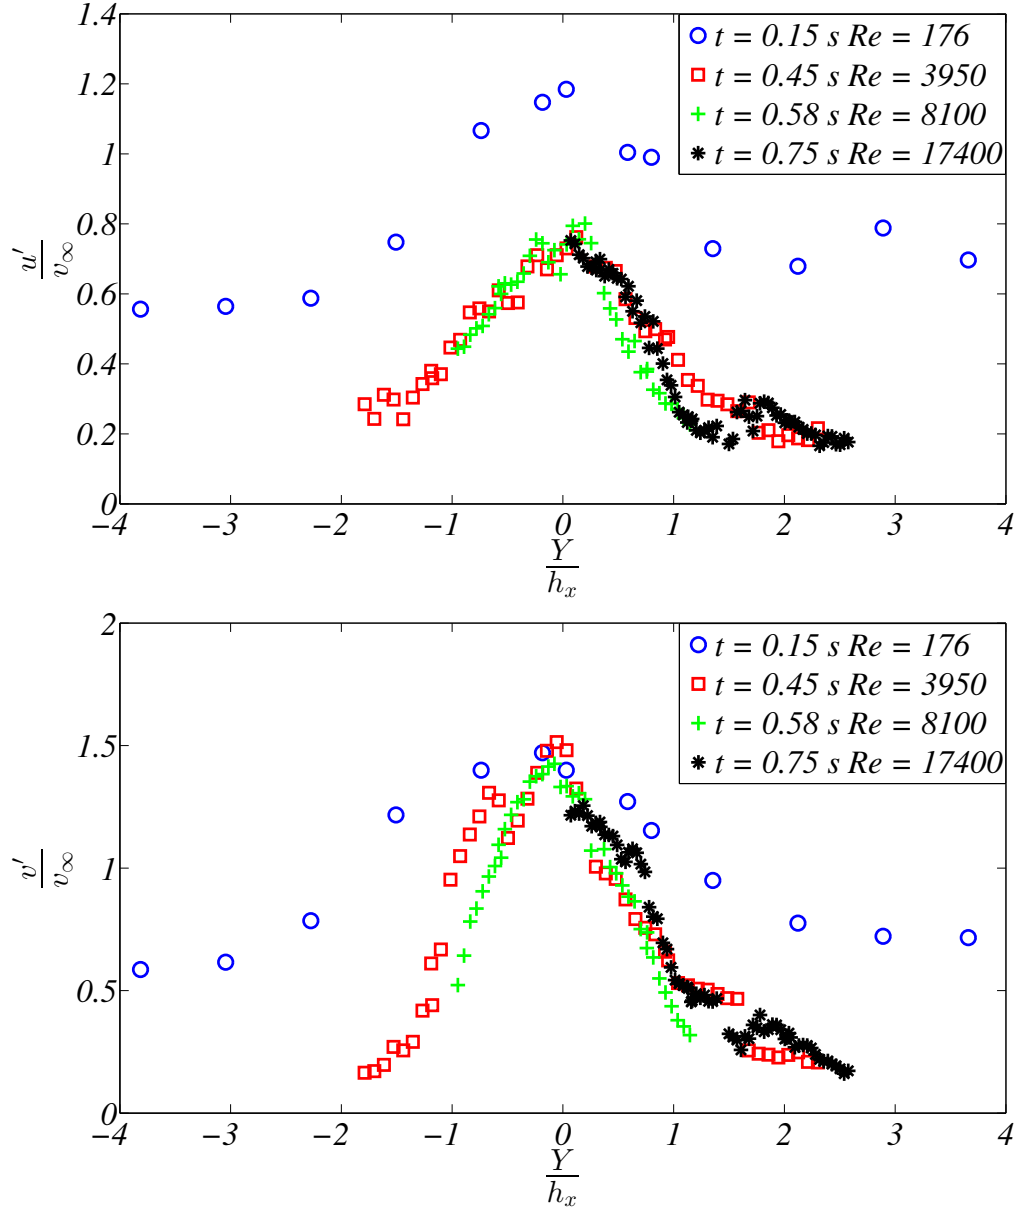 1.4
1.2
1
0.8
0.6
0.4
0.2
0
u′
v∞
t = 0.15 s Re = 176
t = 0.45 s Re = 3950
t = 0.58 s Re = 8100
t = 0.75 s Re = 17400
−4 −3 −2 −1 0 1 2 3 4
Y
hx
2
1.5
1
0.5
0
v′
v∞
t = 0.15 s Re = 176
t = 0.45 s Re = 3950
t = 0.58 s Re = 8100
t = 0.75 s Re = 17400
−4 −3 −2 −1 0 1 2 3 4
Y
hx